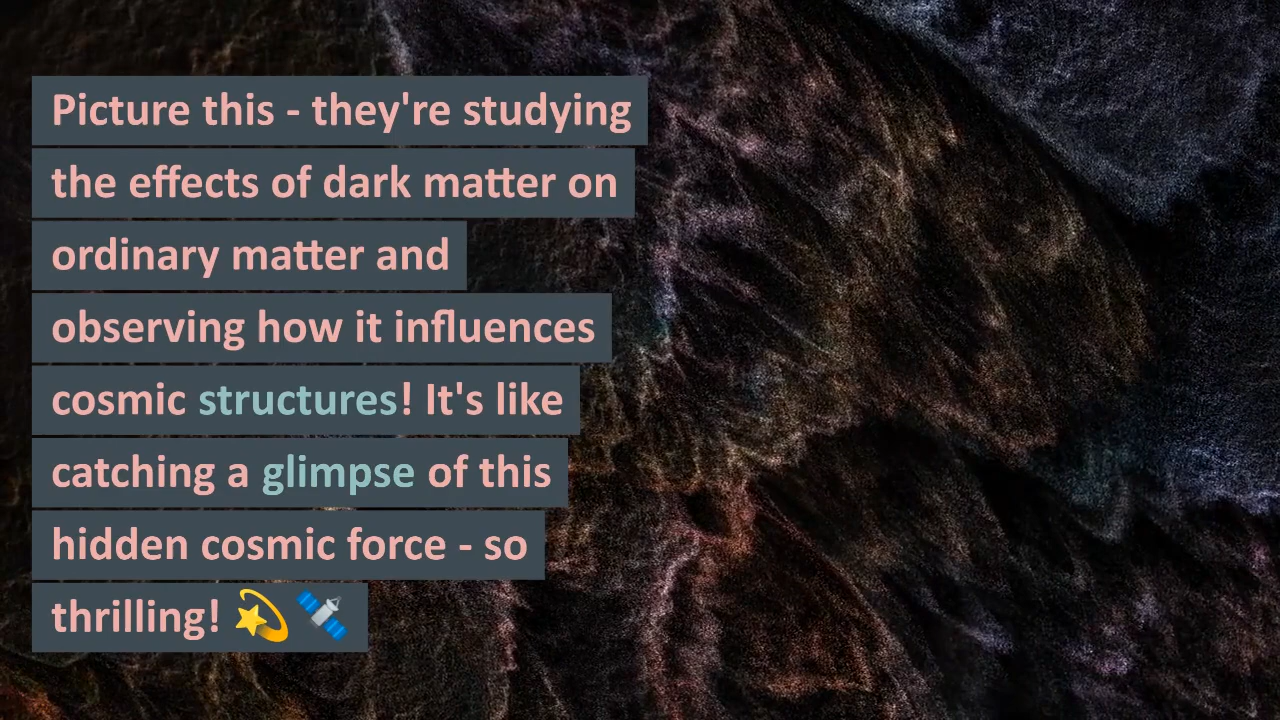 Picture this - they're studying
the effects of dark matter on
ordinary matter and
observing how it influences
cosmic structures! It's like
catching a glimpse of this
hidden cosmic force - so
thrilling! 💫 🛰️